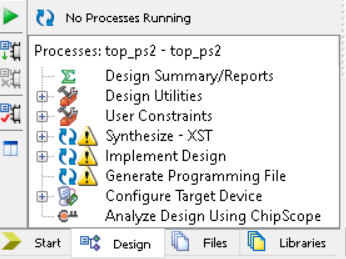 No Processes Running
Processes: top_ps2 - top_ps2
Design Summary/Reports
Design Utilities
User Constraints
Synthesize - XST
Implement Design
Generate Programming File
Configure Target Device
Analyze Design Using ChipScope
Start Design Files Libraries